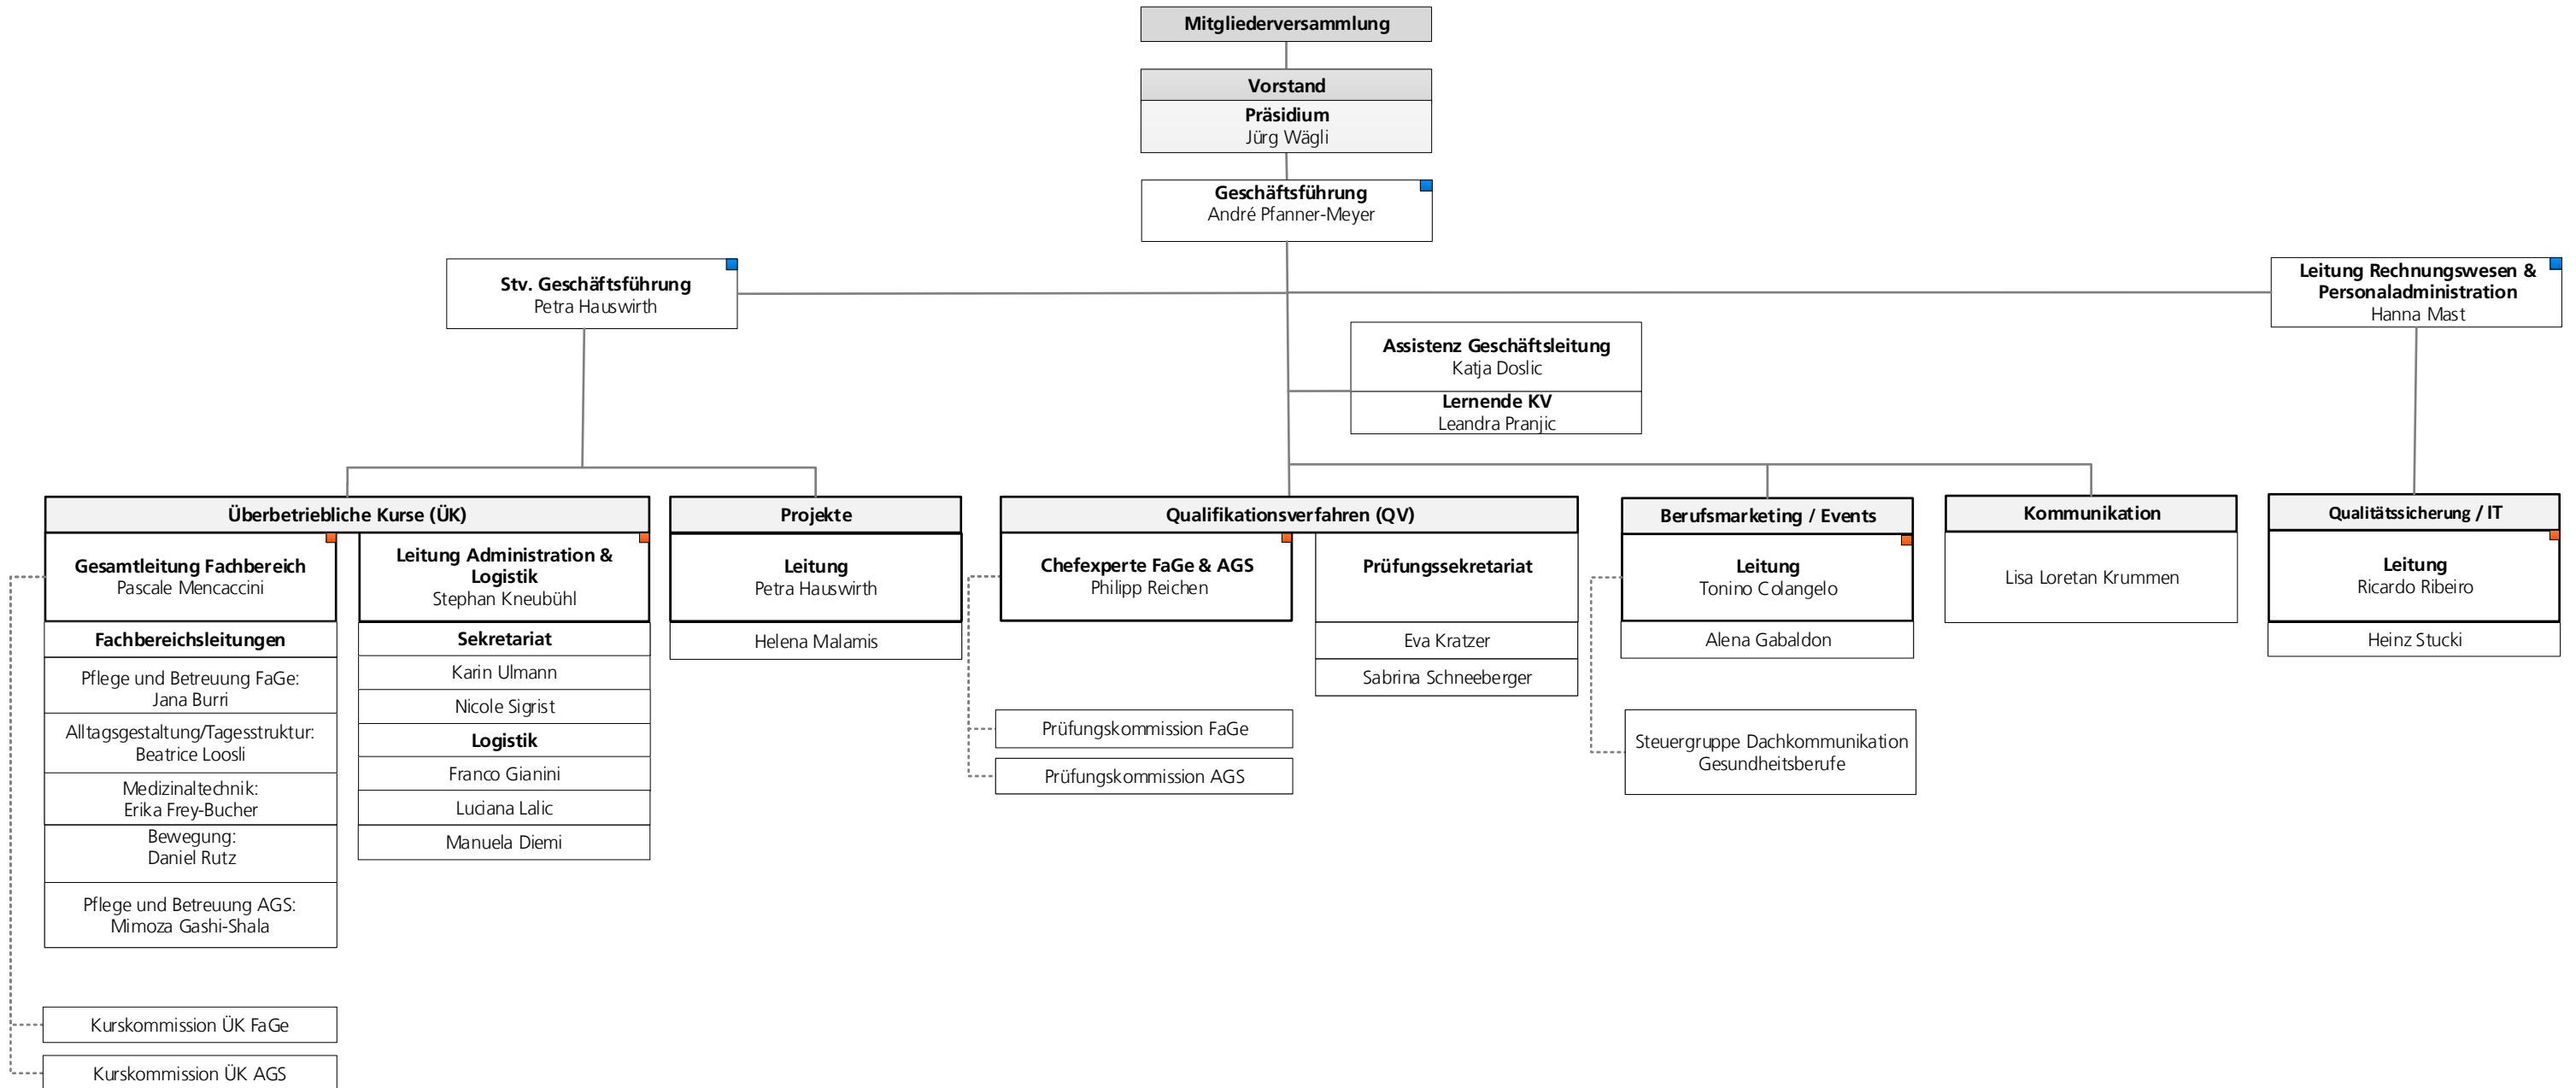 Mitgliederversammlung
Vorstand
Präsidium
Jürg Wägli
Geschäftsführung
André Pfanner-Meyer
Stv. Geschäftsführung
Petra Hauswirth
Leitung Rechnungswesen &
Personaladministration
Hanna Mast
Assistenz Geschäftsleitung
Katja Doslic
Lernende KV
Leandra Pranjic
Überbetriebliche Kurse (ÜK)
Gesamtleitung Fachbereich
Pascale Mencaccini
Fachbereichsleitungen
Pflege und Betreuung FaGe:
Jana Burri
Alltagsgestaltung/Tagesstruktur:
Beatrice Loosli
Medizinaltechnik:
Erika Frey-Bucher
Bewegung:
Daniel Rutz
Pflege und Betreuung AGS:
Mimoza Gashi-Shala
Kurskommission ÜK FaGe
Kurskommission ÜK AGS
Leitung Administration &
Logistik
Stephan Kneubühl
Sekretariat
Karin Ulmann
Nicole Sigrist
Logistik
Franco Gianini
Luciana Lalic
Manuela Diemi
Projekte
Leitung
Petra Hauswirth
Helena Malamis
Qualifikationsverfahren (QV)
Chefexperte FaGe & AGS
Philipp Reichen
Prüfungskommission FaGe
Prüfungskommission AGS
Prüfungssekretariat
Eva Kratzer
Sabrina Schneeberger
Berufsmarketing / Events
Leitung
Tonino Colangelo
Alena Gabaldon
Steuergruppe Dachkommunikation
Gesundheitsberufe
Kommunikation
Lisa Loretan Krummen
Qualitätssicherung / IT
Leitung
Ricardo Ribeiro
Heinz Stucki